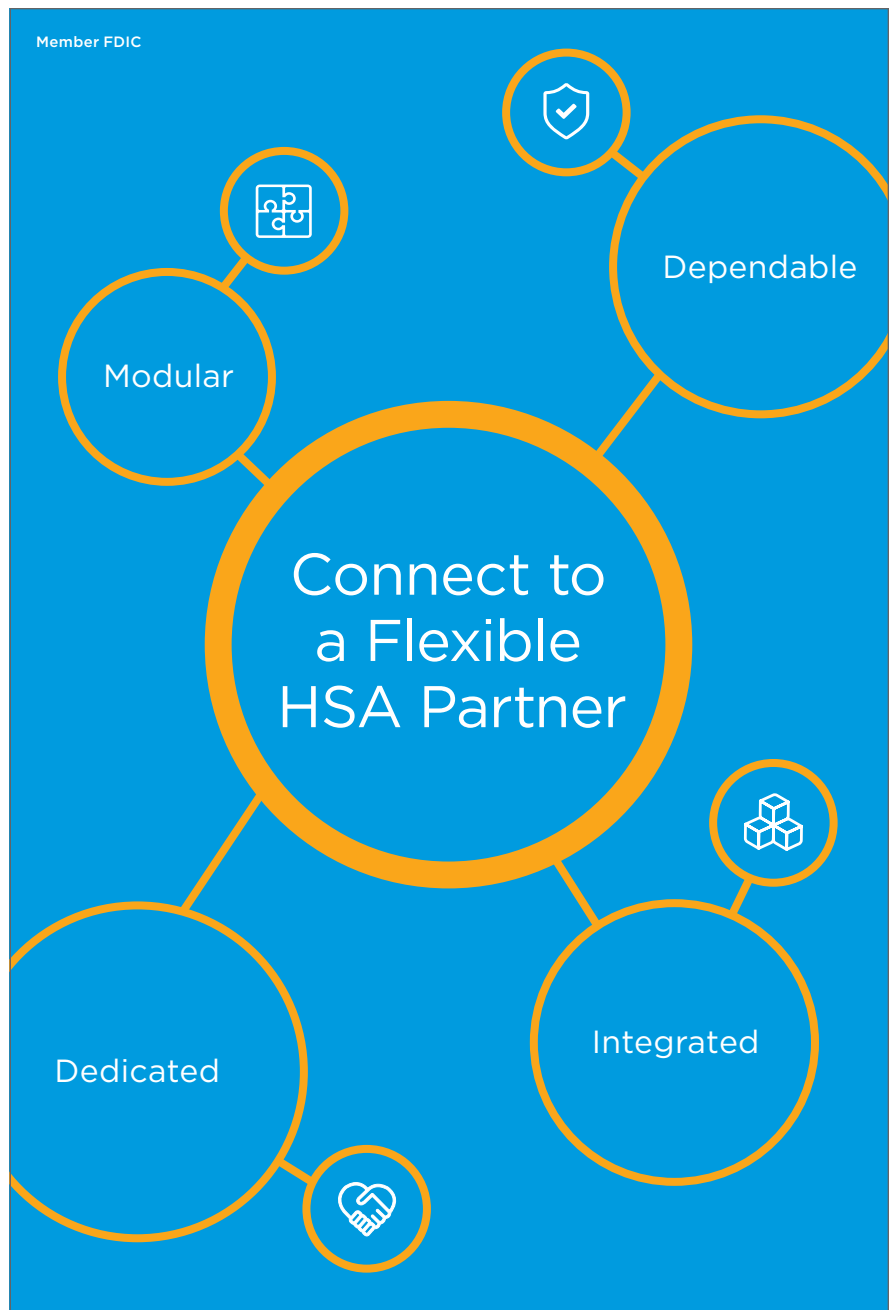 Member FDIC
Dependable
Modular
Connect to
a Flexible
HSA Partner
Integrated
Dedicated